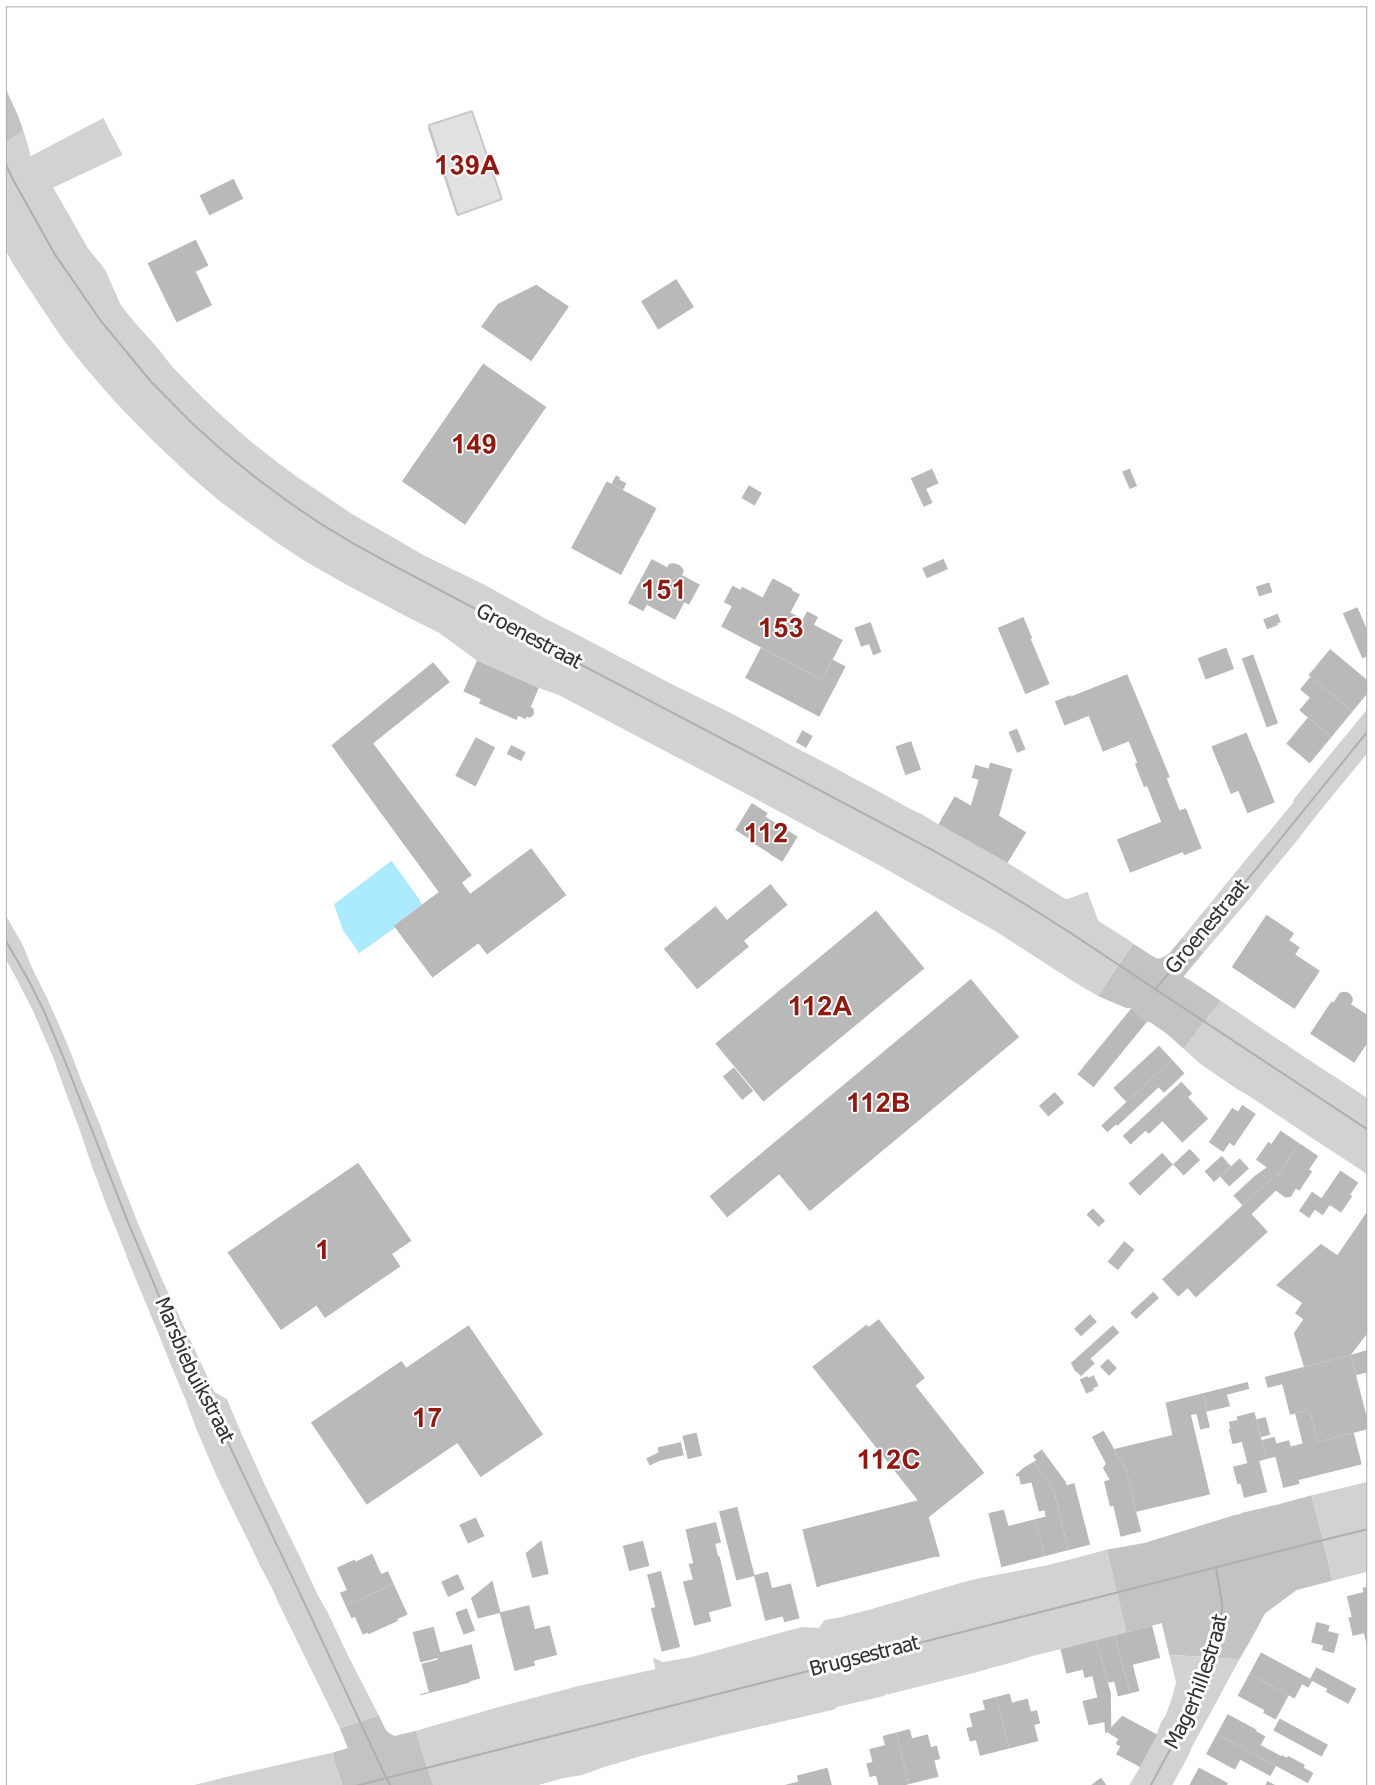 139A
149
151
153
Groenestraat
112
Groenestraat
112A
112B
1
Marsbiebuikstraat
17
112C
Brugsestraat
Magerhillestraat